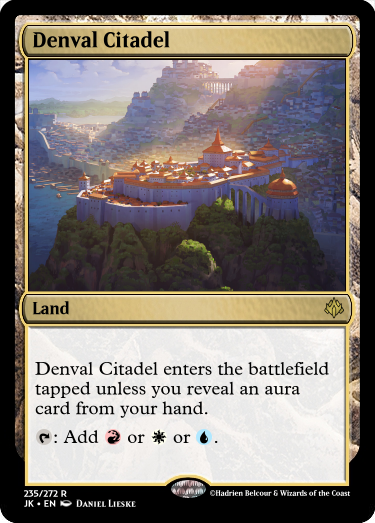 Denval Citadel
Land
Denval Citadel enters the battlefield
tapped unless you reveal an aura
card from your hand.
: Add or or .
235/272 R
JK • EN Daniel Lieske
©Hadrien Belcour & Wizards of the Coast